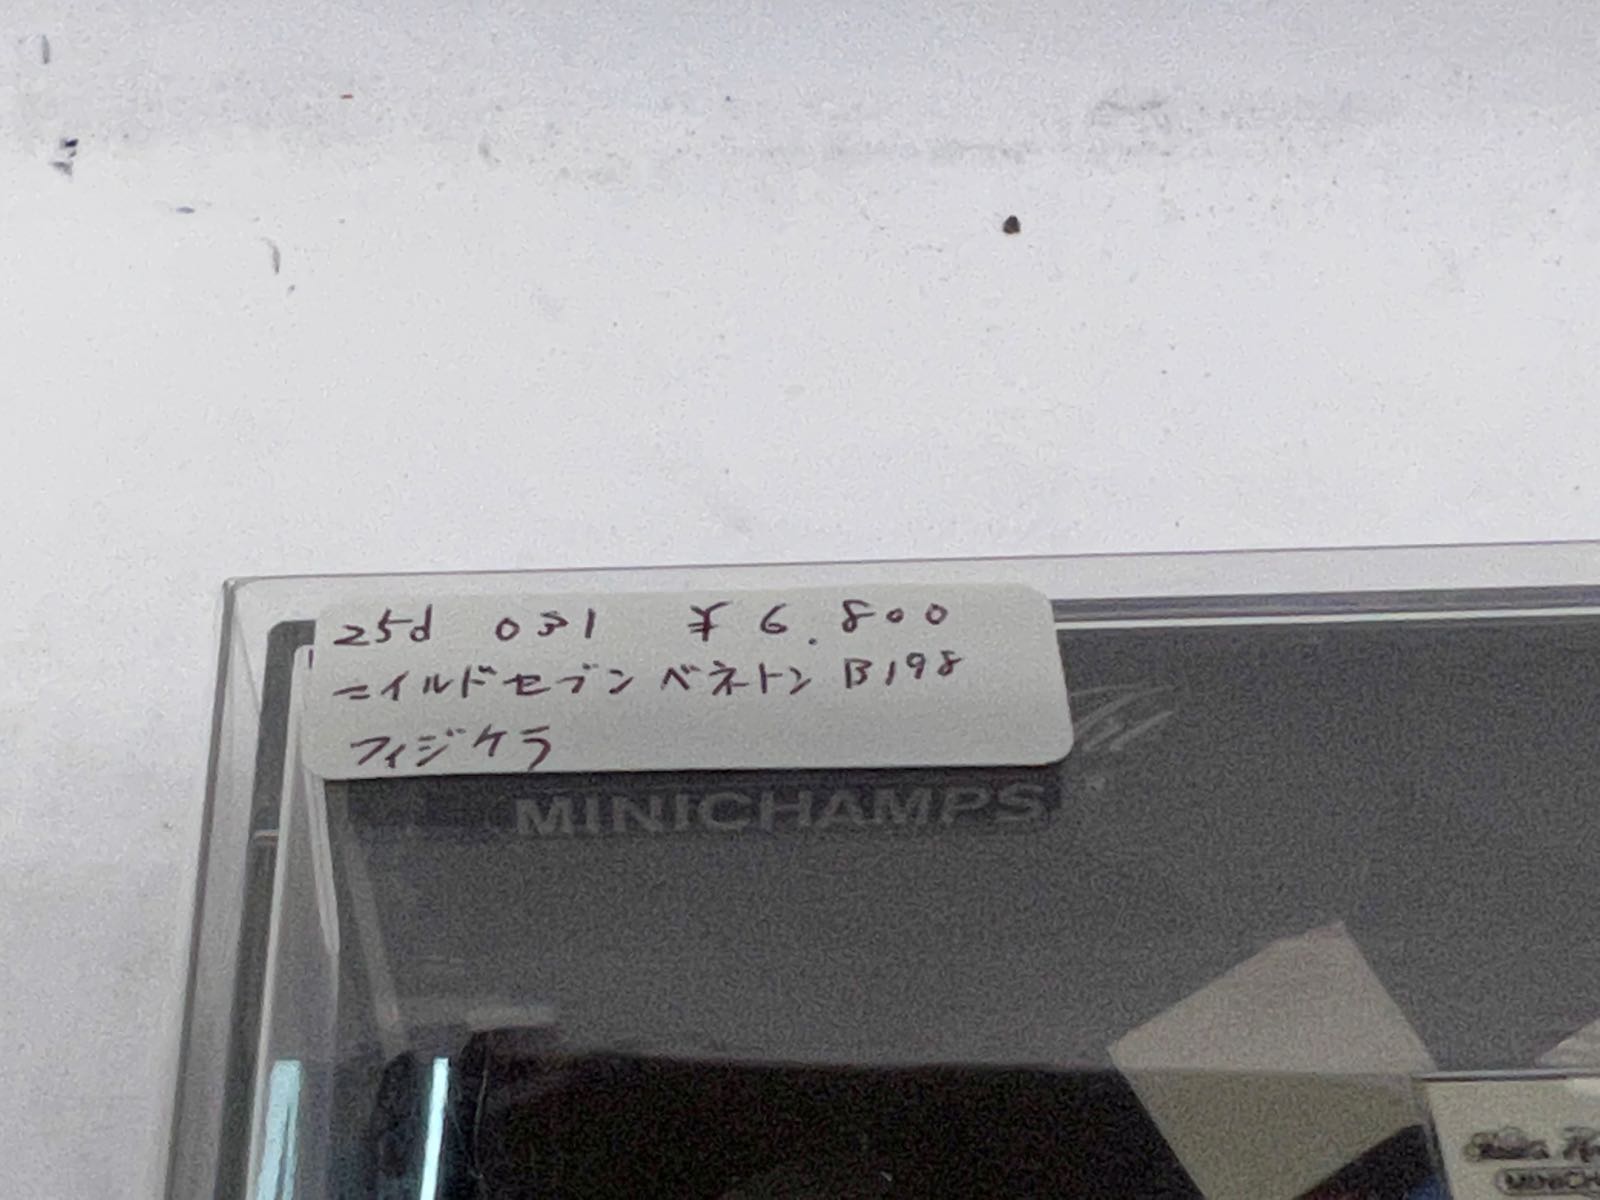 25d 031 ¥6.800
マイルドセブン ベネトン B198
フィジケラ
MINICHAMPS